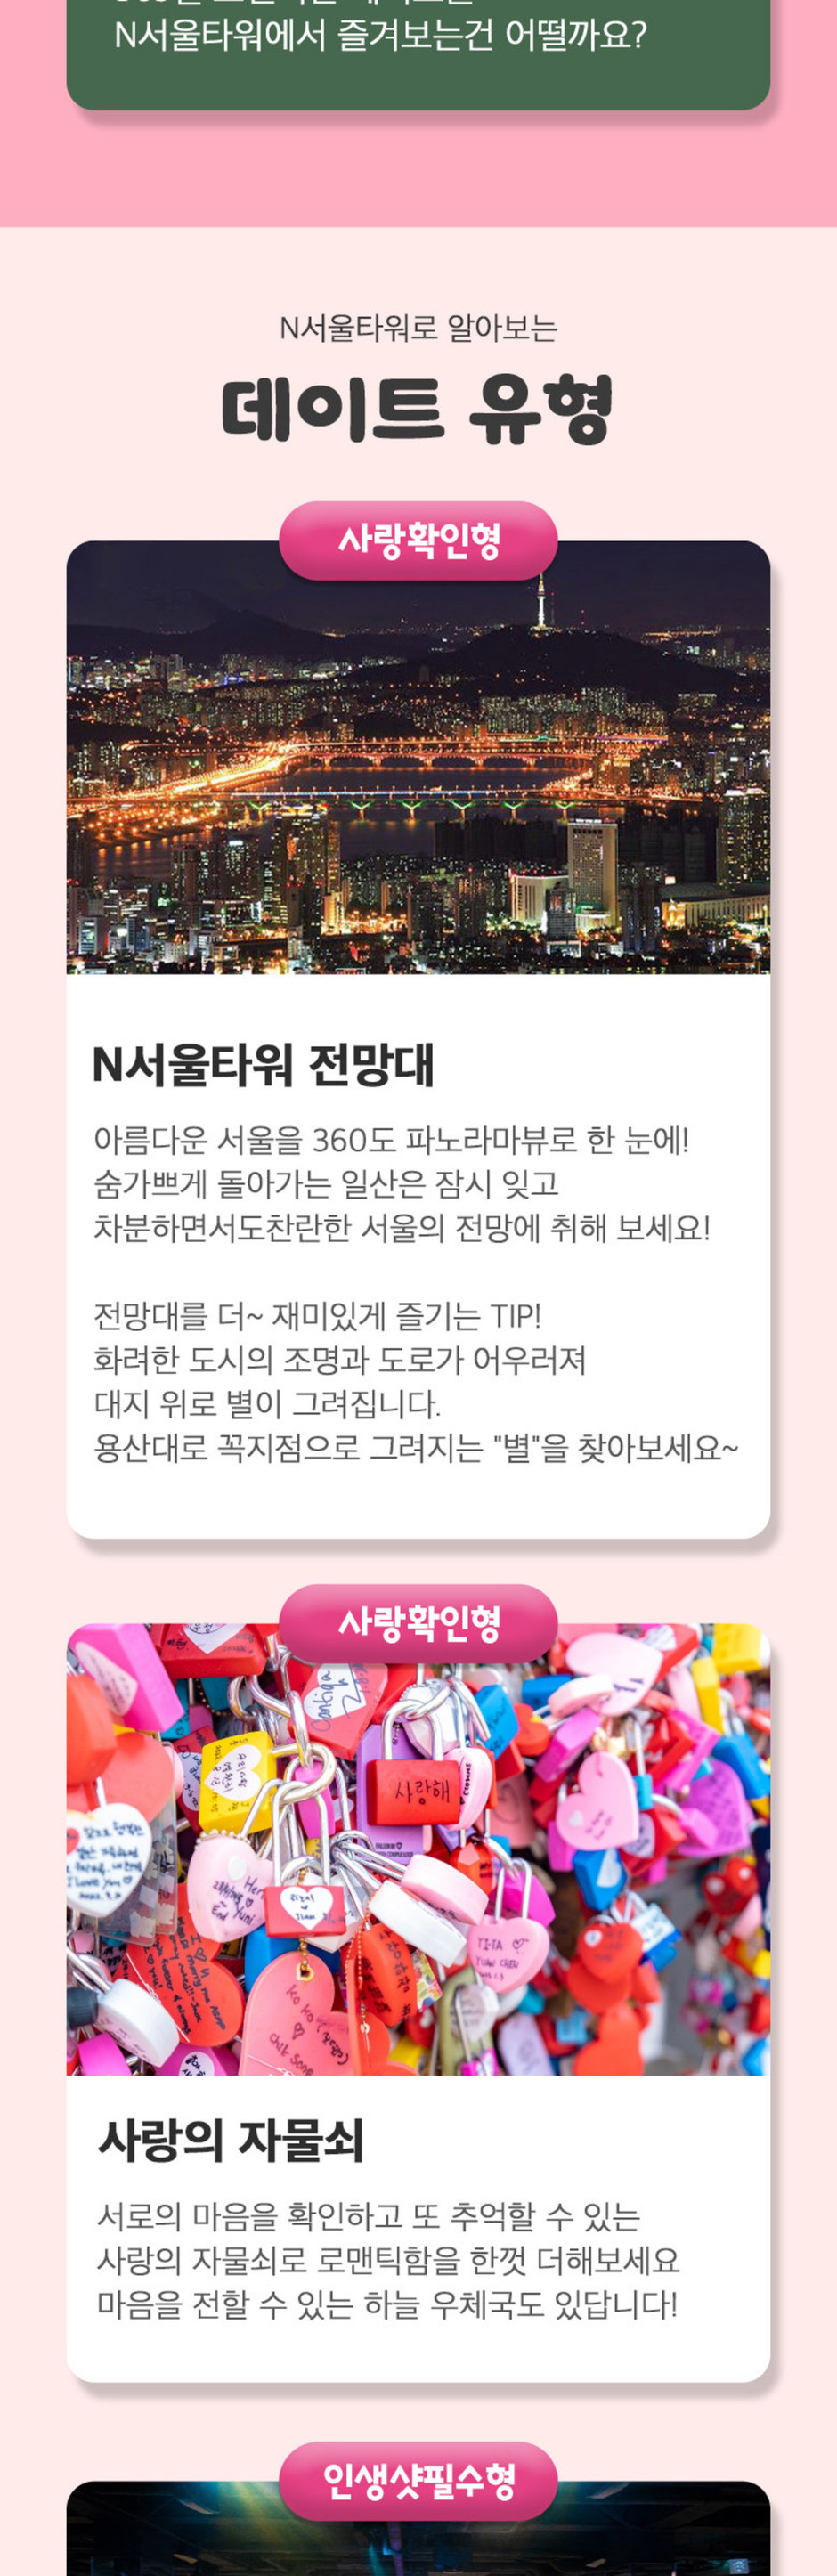 N서울타워에서 즐겨보는건 어떨까요?
N서울타워로 알아보는
데이트 유형
사랑확인형
N서울타워 전망대
아름다운 서울을 360도 파노라마뷰로 한 눈에!
숨가쁘게 돌아가는 일산은 잠시 잊고
차분하면서도찬란한 서울의 전망에 취해 보세요!
전망대를 더~ 재미있게 즐기는 TIP!
화려한 도시의 조명과 도로가 어우러져
대지 위로 별이 그려집니다.
용산대로 꼭지점으로 그려지는 "별"을 찾아보세요~
사랑확인형
사랑해
YI-TA
YUAN CHEN
ko ko
사랑의 자물쇠
서로의 마음을 확인하고 또 추억할 수 있는
사랑의 자물쇠로 로맨틱함을 한껏 더해보세요
마음을 전할 수 있는 하늘 우체국도 있답니다!
인생샷필수형